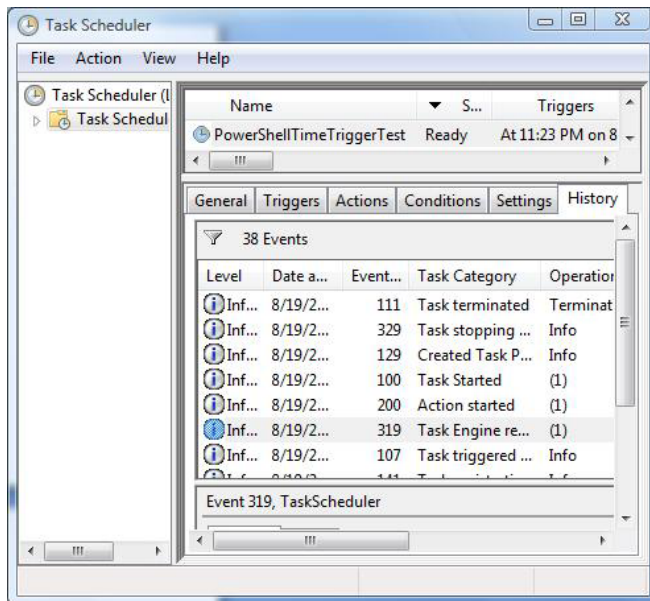 Task Scheduler
File Action View Help
Task Scheduler (L
Task Schedul
Name S... Triggers
PowerShellTimeTriggerTest Ready At 11:23 PM on 8
General Triggers Actions Conditions Settings History
38 Events
Level Date a... Event... Task Category Operation
Inf... 8/19/2... 111 Task terminated Terminat
Inf... 8/19/2... 329 Task stopping ... Info
Inf... 8/19/2... 129 Created Task P... Info
Inf... 8/19/2... 100 Task Started (1)
Inf... 8/19/2... 200 Action started (1)
Inf... 8/19/2... 319 Task Engine re... (1)
Inf... 8/19/2... 107 Task triggered ... Info
Event 319, TaskScheduler